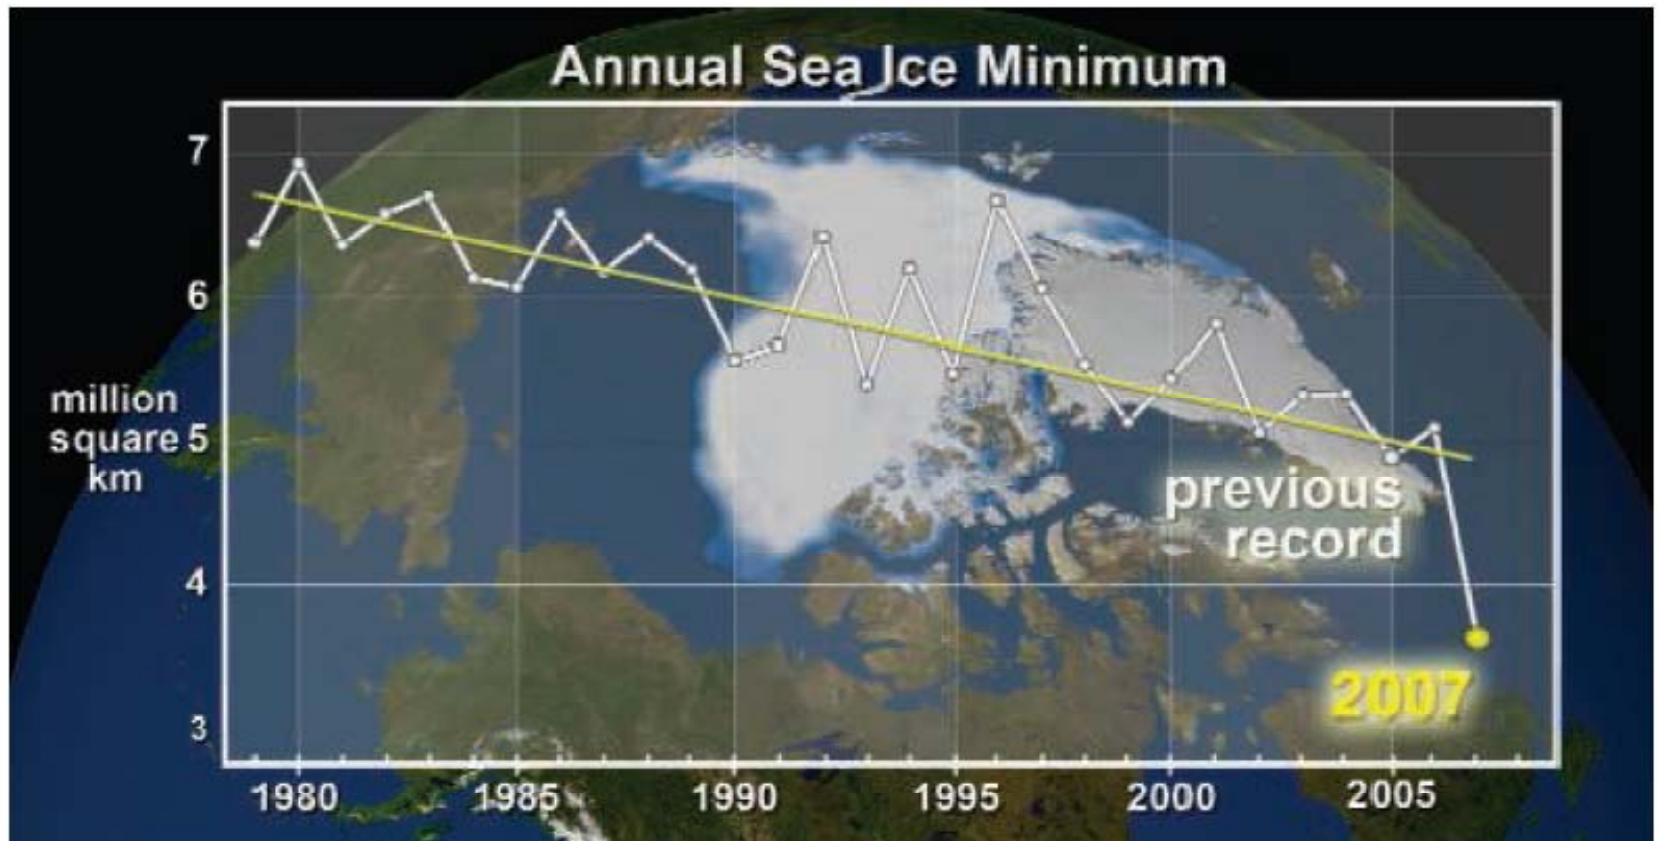 Annual Sea Ice Minimum
7
6
million
square
km
5
4
3
previous
record
2007
1980 1985 1990 1995 2000 2005